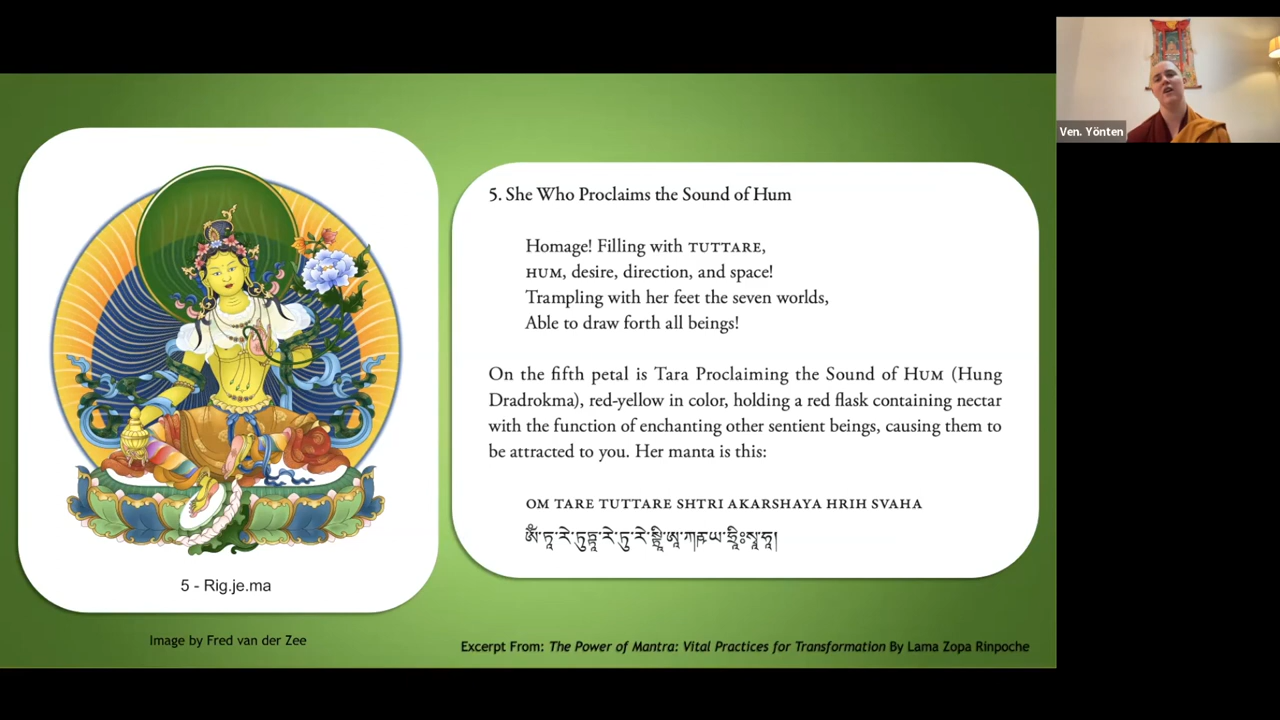 Ven. Yönten
5. She Who Proclaims the Sound of Hum
Homage! Filling with TUTTARE,
HUM, desire, direction, and space!
Trampling with her feet the seven worlds,
Able to draw forth all beings!
On the fifth petal is Tara Proclaiming the Sound of HUM (Hung
Dradrokma), red-yellow in color, holding a red flask containing nectar
with the function of enchanting other sentient beings, causing them to
be attracted to you. Her manta is this:
OM TARE TUTTARE SHTRI AKARSHAYA HRIH SVAHA
5 - Rig.je.ma
Image by Fred van der Zee
Excerpt From: The Power of Mantra: Vital Practices for Transformation By Lama Zopa Rinpoche